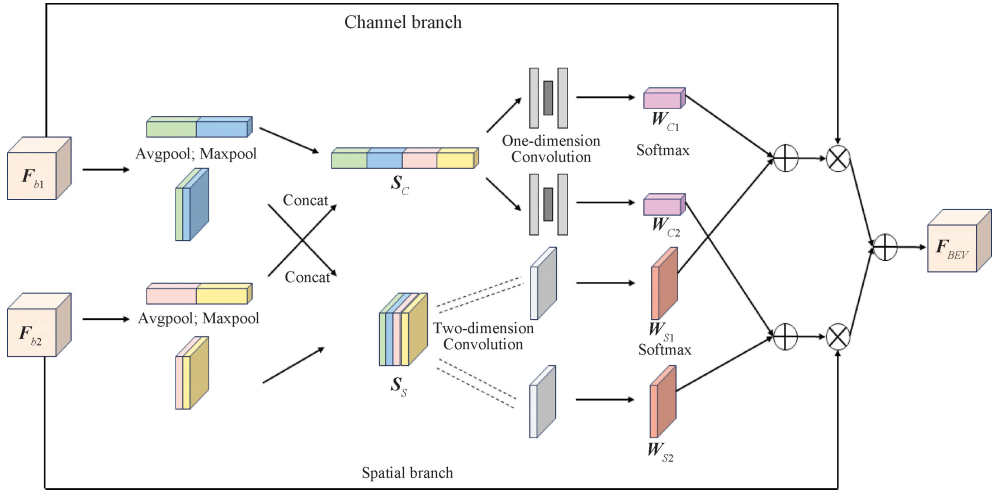 Channel branch
F_b1
Avgpool; Maxpool
Concat
S_C
One-dimension
Convolution
W_C1
Softmax
W_C2
F_BEV
Concat
F_b2
Avgpool; Maxpool
Two-dimension
Convolution
S_S
W_S1
Softmax
W_S2
Spatial branch